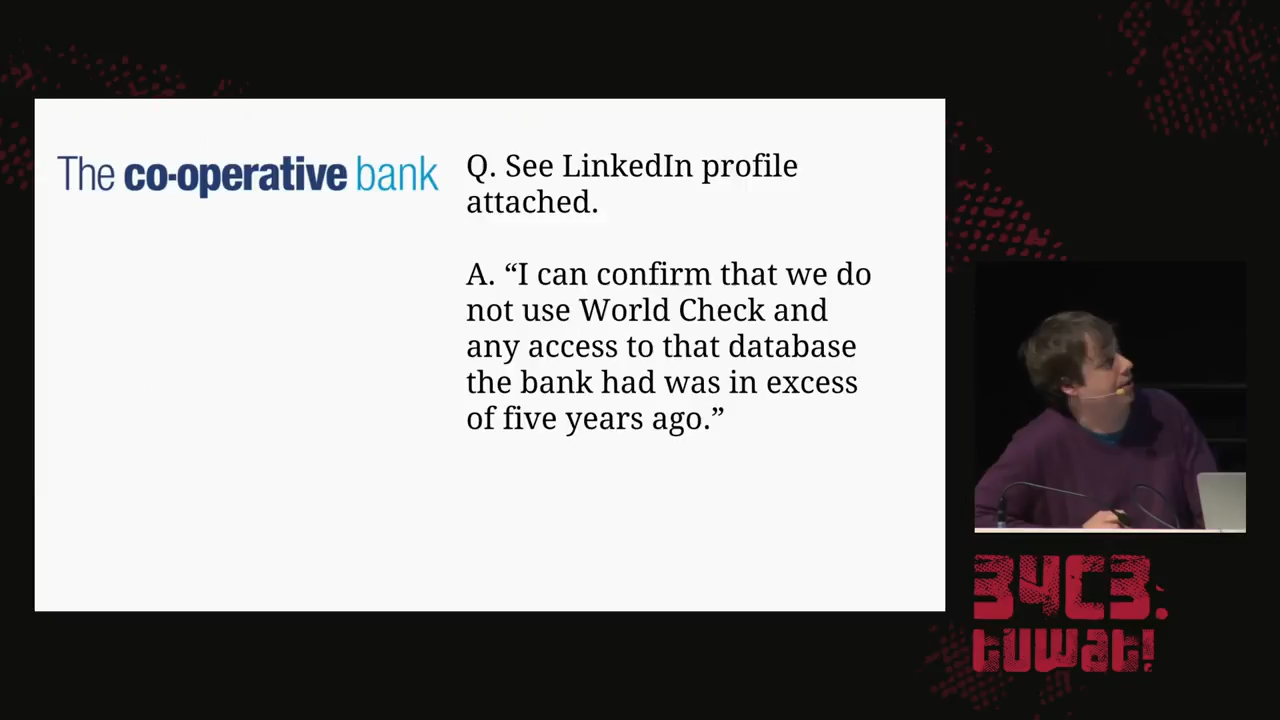 The co-operative bank
Q. See LinkedIn profile
attached.
A. “I can confirm that we do
not use World Check and
any access to that database
the bank had was in excess
of five years ago.”
34C3.
tuwat!